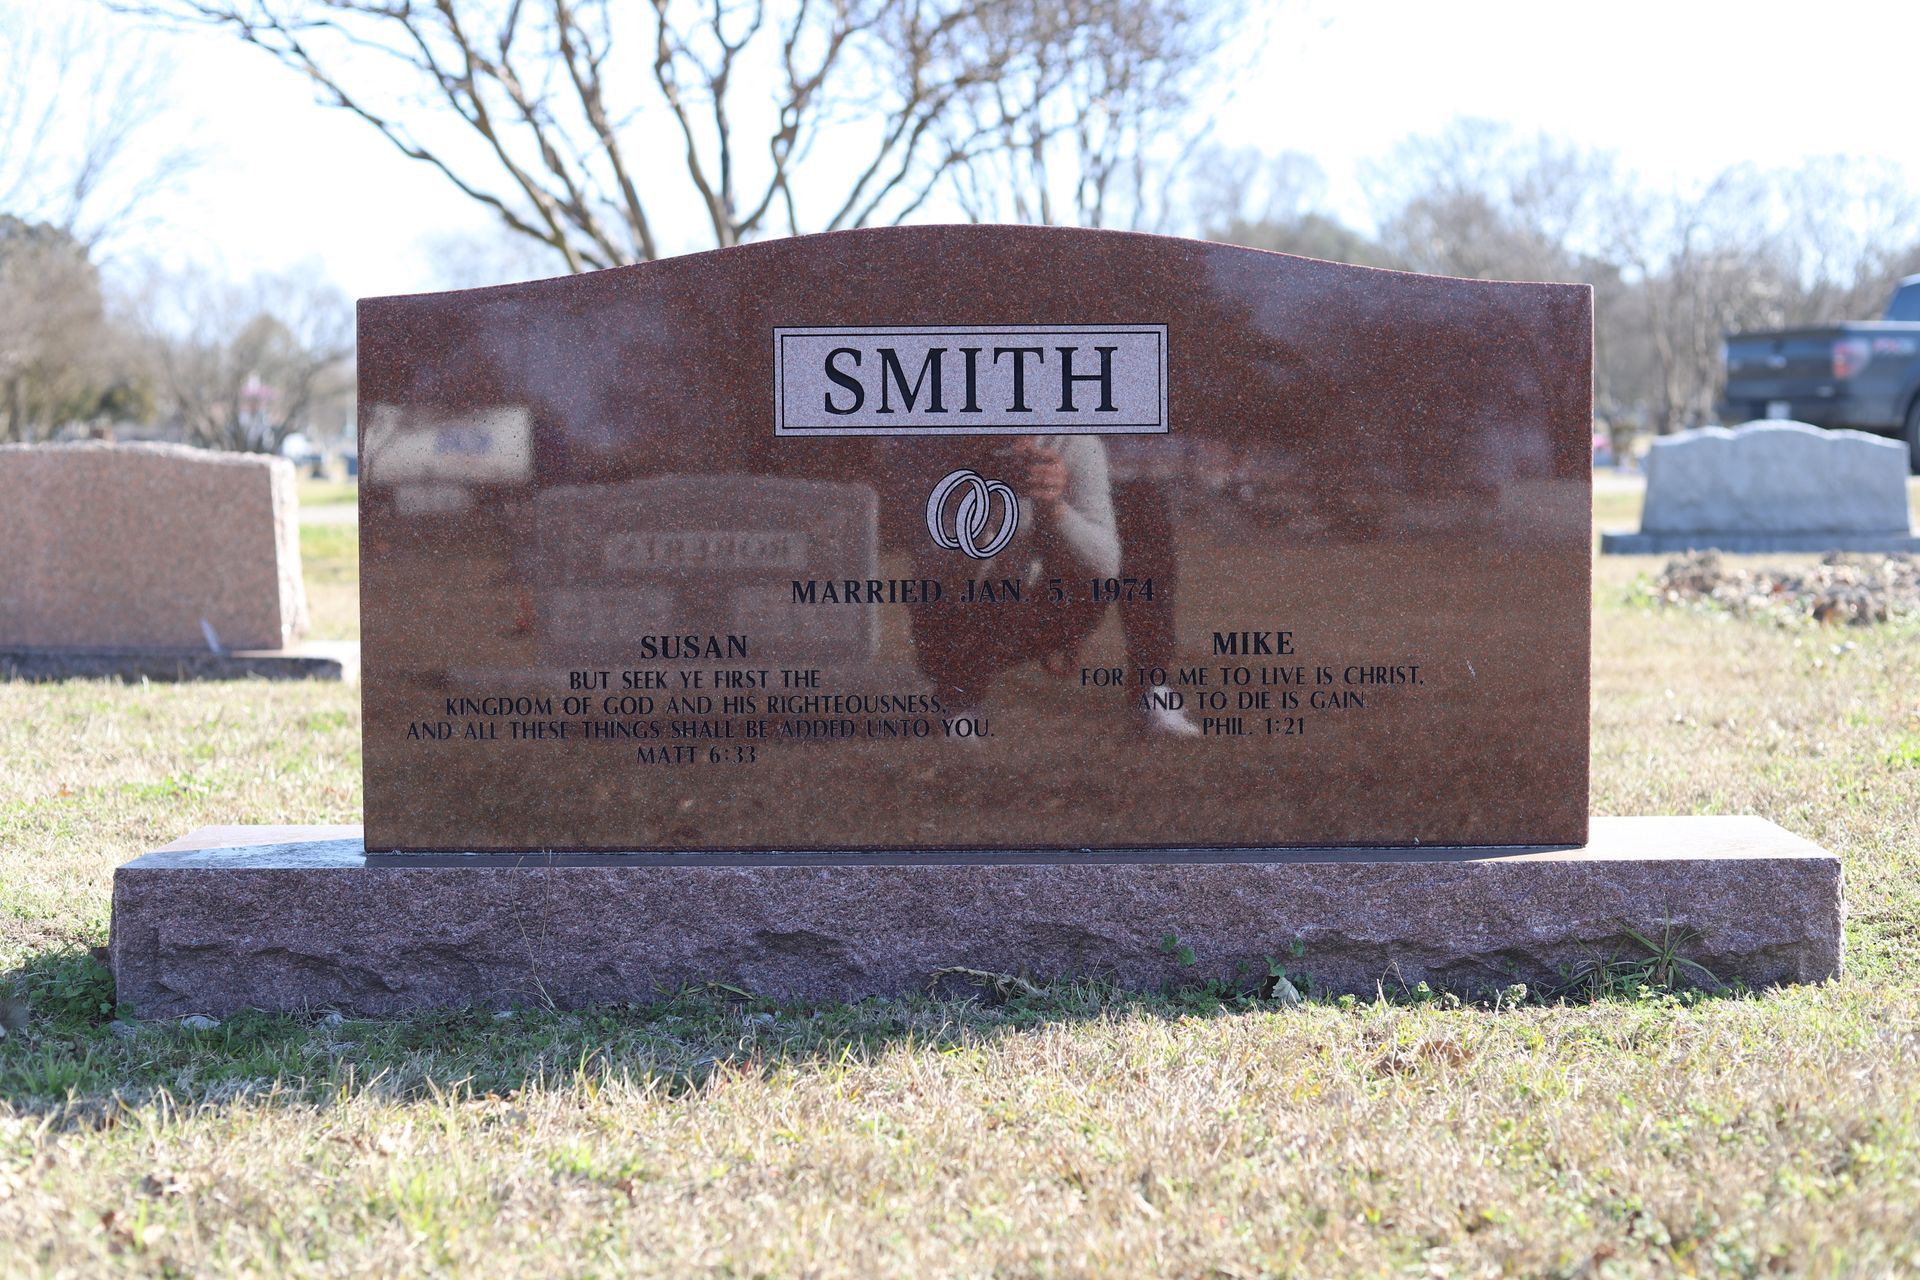 SMITH
MARRIED JAN. 5, 1974
SUSAN
BUT SEEK YE FIRST THE
KINGDOM OF GOD AND HIS RIGHTEOUSNESS,
AND ALL THESE THINGS SHALL BE ADDED UNTO YOU.
MATT 6:33
MIKE
FOR TO ME TO LIVE IS CHRIST,
AND TO DIE IS GAIN.
PHIL. 1:21